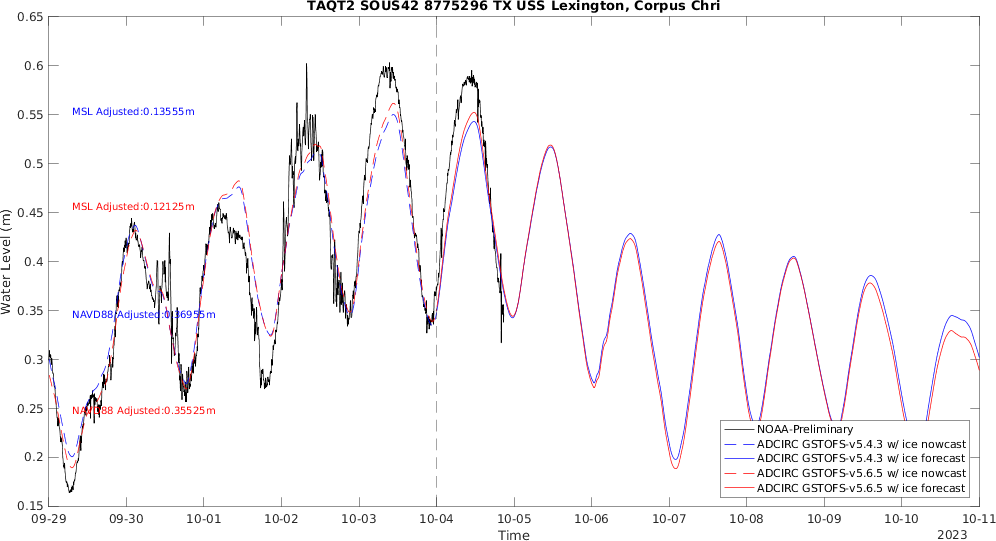 TAQT2 SOUS42 8775296 TX USS Lexington, Corpus Chri
0.65
0.6
0.55
0.5
0.45
0.4
0.35
0.3
0.25
0.2
0.15
Water Level (m)
MSL Adjusted:0.13555m
MSL Adjusted:0.12125m
NAVD88 Adjusted:0.36955m
NAVD88 Adjusted:0.35525m
NOAA-Preliminary
ADCIRC GSTOFS-v5.4.3 w/ ice nowcast
ADCIRC GSTOFS-v5.4.3 w/ ice forecast
ADCIRC GSTOFS-v5.6.5 w/ ice nowcast
ADCIRC GSTOFS-v5.6.5 w/ ice forecast
09-29 09-30 10-01 10-02 10-03 10-04 10-05 10-06 10-07 10-08 10-09 10-10 10-11
Time
2023